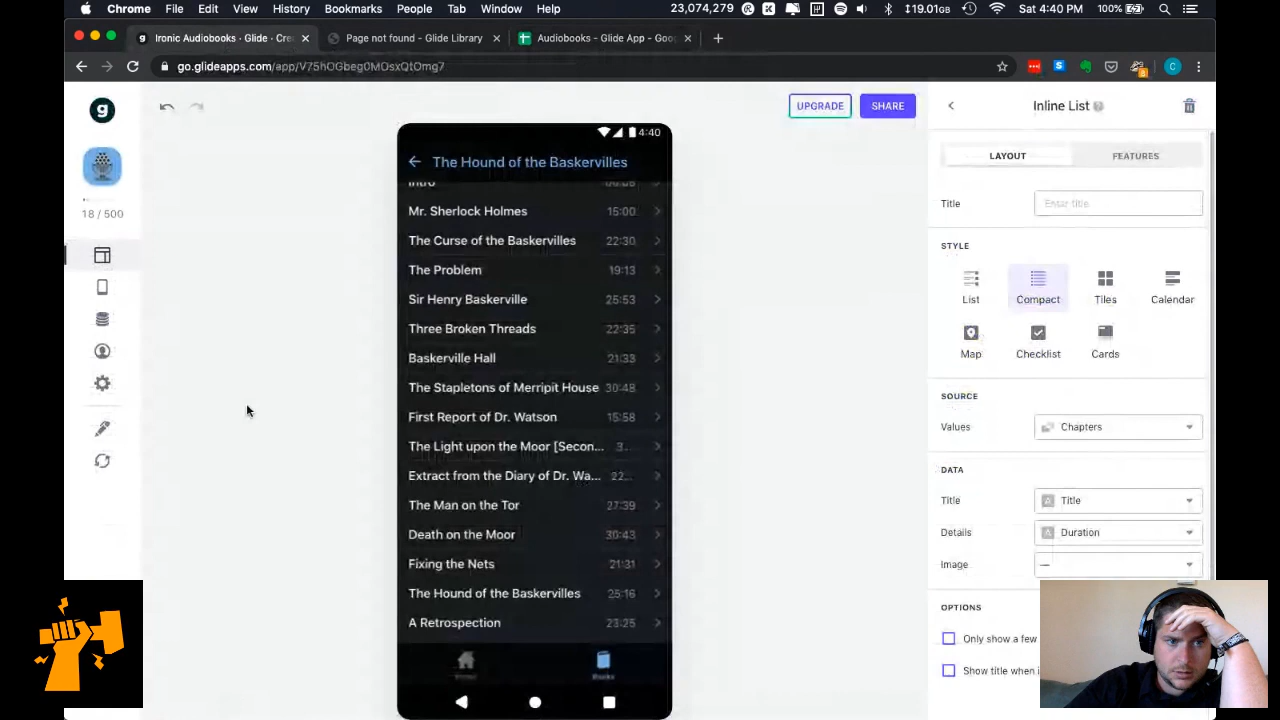 Chrome File Edit View History Bookmarks People Tab Window Help 23,074,279 19.01GB Sat 4:40 PM 100%
Ironic Audiobooks · Glide · Cre
Page not found - Glide Library
Audiobooks - Glide App - Goo
go.glideapps.com/app/V75hOGbeg0MOsxQtOmg7
UPGRADE
SHARE
18 / 500
4:40
The Hound of the Baskervilles
Intro
Mr. Sherlock Holmes 15:00
The Curse of the Baskervilles 22:30
The Problem 19:13
Sir Henry Baskerville 25:53
Three Broken Threads 22:35
Baskerville Hall 21:33
The Stapletons of Merripit House 30:48
First Report of Dr. Watson 15:58
The Light upon the Moor [Secon... 3..
Extract from the Diary of Dr. Wa... 22...
The Man on the Tor 27:39
Death on the Moor 30:43
Fixing the Nets 21:31
The Hound of the Baskervilles 25:16
A Retrospection 23:25
Books
Inline List
LAYOUT
FEATURES
Title
Enter title
STYLE
List
Compact
Tiles
Calendar
Map
Checklist
Cards
SOURCE
Values
Chapters
DATA
Title
Title
Details
Duration
Image
—
OPTIONS
Only show a few
Show title when i